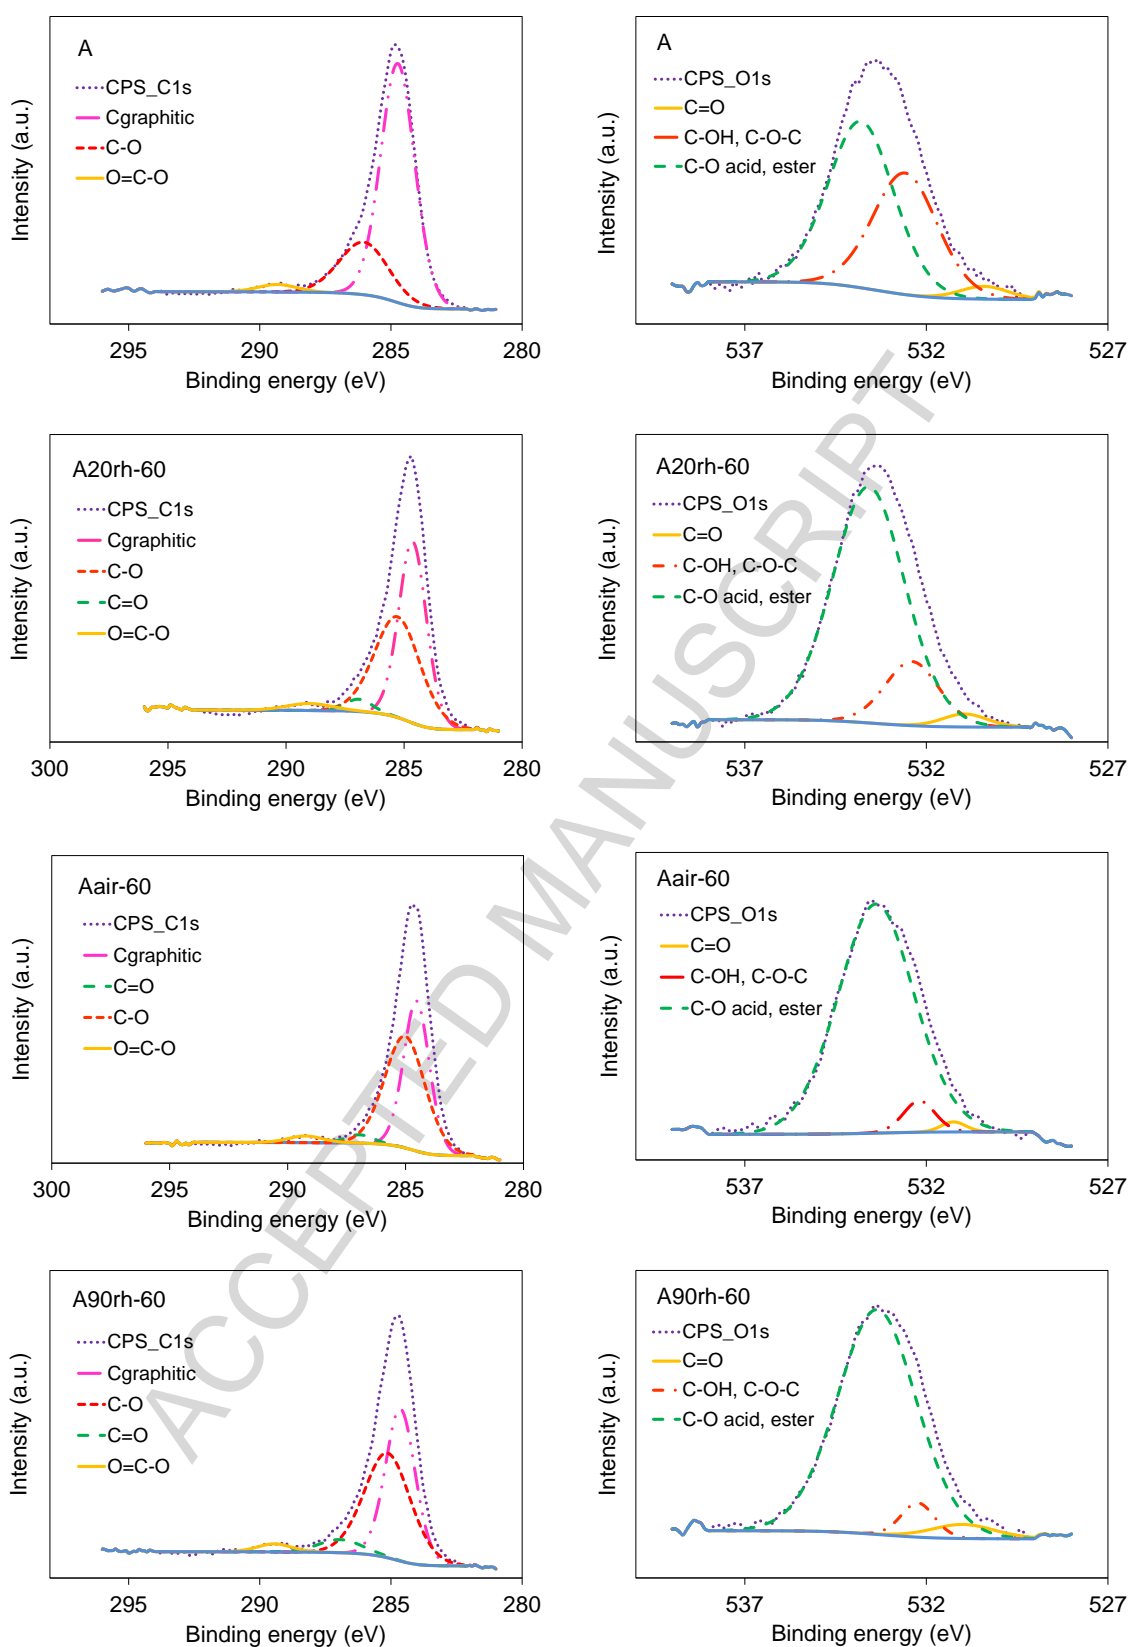 A
CPS_C1s
Cgraphitic
C-O
O=C-O
Intensity (a.u.)
295 290 285 280
Binding energy (eV)
A
CPS_O1s
C=O
C-OH, C-O-C
C-O acid, ester
Intensity (a.u.)
537 532 527
Binding energy (eV)
A20rh-60
CPS_C1s
Cgraphitic
C-O
C=O
O=C-O
Intensity (a.u.)
300 295 290 285 280
Binding energy (eV)
A20rh-60
CPS_O1s
C=O
C-OH, C-O-C
C-O acid, ester
Intensity (a.u.)
537 532 527
Binding energy (eV)
Aair-60
CPS_C1s
Cgraphitic
C=O
C-O
O=C-O
Intensity (a.u.)
300 295 290 285 280
Binding energy (eV)
Aair-60
CPS_O1s
C=O
C-OH, C-O-C
C-O acid, ester
Intensity (a.u.)
537 532 527
Binding energy (eV)
A90rh-60
CPS_C1s
Cgraphitic
C-O
C=O
O=C-O
Intensity (a.u.)
295 290 285 280
Binding energy (eV)
A90rh-60
CPS_O1s
C=O
C-OH, C-O-C
C-O acid, ester
Intensity (a.u.)
537 532 527
Binding energy (eV)
ACCEPTED MANUSCRIPT